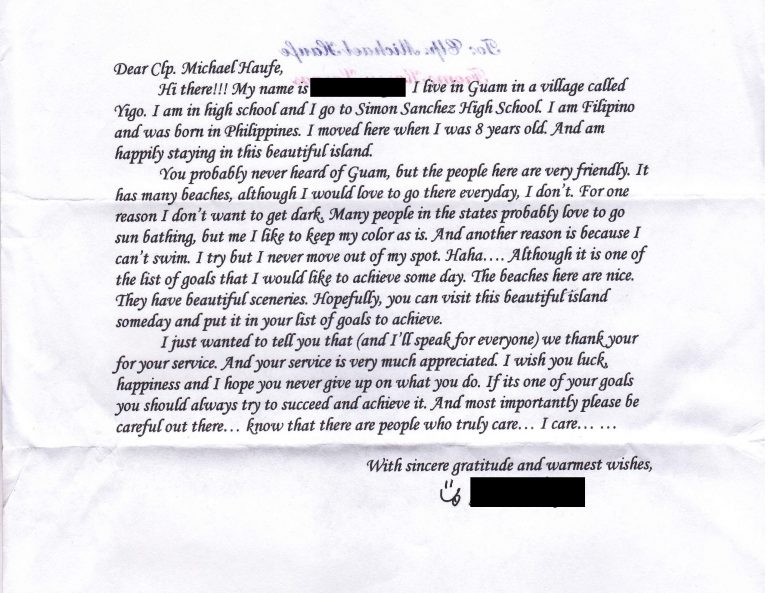 To: Clp. Michael Haufe
From:
Dear Clp. Michael Haufe,
Hi there!!! My name is I live in Guam in a village called
Yigo. I am in high school and I go to Simon Sanchez High School. I am Filipino
and was born in Philippines. I moved here when I was 8 years old. And am
happily staying in this beautiful island.
You probably never heard of Guam, but the people here are very friendly. It
has many beaches, although I would love to go there everyday, I don't. For one
reason I don't want to get dark. Many people in the states probably love to go
sun bathing, but me I like to keep my color as is. And another reason is because I
can't swim. I try but I never move out of my spot. Haha.... Although it is one of
the list of goals that I would like to achieve some day. The beaches here are nice.
They have beautiful sceneries. Hopefully, you can visit this beautiful island
someday and put it in your list of goals to achieve.
I just wanted to tell you that (and I'll speak for everyone) we thank your
for your service. And your service is very much appreciated. I wish you luck,
happiness and I hope you never give up on what you do. If its one of your goals
you should always try to succeed and achieve it. And most importantly please be
careful out there... know that there are people who truly care... I care... ...
With sincere gratitude and warmest wishes,